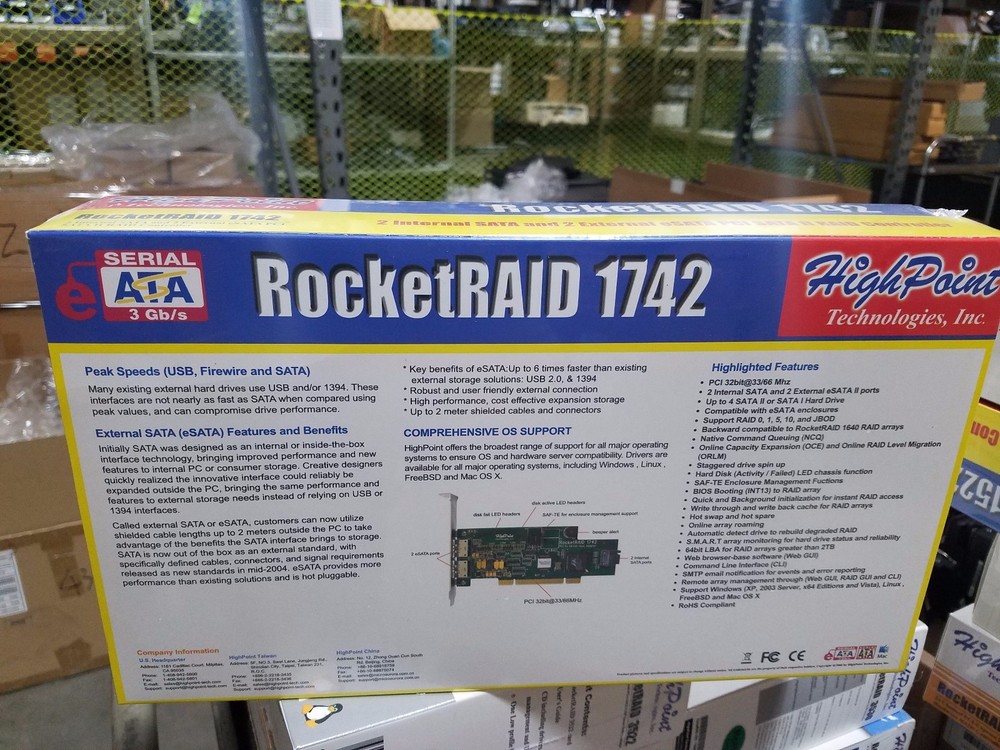 RocketRAID 1742
RocketRAID 1742
2 Internal SATA and 2 External eSATA
SERIAL
ATA
e
3 Gb/s
RocketRAID 1742
HighPoint
Technologies, Inc.
Peak Speeds (USB, Firewire and SATA)
Many existing external hard drives use USB and/or 1394. These
interfaces are not nearly as fast as SATA when compared using
peak values, and can compromise drive performance.
External SATA (eSATA) Features and Benefits
Initially SATA was designed as an internal or inside-the-box
interface technology, bringing improved performance and new
features to internal PC or consumer storage. Creative designers
quickly realized the innovative interface could reliably be
expanded outside the PC, bringing the same performance and
features to external storage needs instead of relying on USB or
1394 interfaces.
Called external SATA or eSATA, customers can now utilize
shielded cable lengths up to 2 meters outside the PC to take
advantage of the benefits the SATA interface brings to storage.
SATA is now out of the box as an external standard, with
specifically defined cables, connectors, and signal requirements
released as new standards in mid-2004. eSATA provides more
performance than existing solutions and is hot pluggable.
* Key benefits of eSATA:Up to 6 times faster than existing
external storage solutions: USB 2.0, & 1394
* Robust and user friendly external connection
* High performance, cost effective expansion storage
* Up to 2 meter shielded cables and connectors
COMPREHENSIVE OS SUPPORT
HighPoint offers the broadest range of support for all major operating
systems to ensure OS and hardware server compatibility. Drivers are
available for all major operating systems, including Windows , Linux ,
FreeBSD and Mac OS X.
disk active LED headers
disk fail LED headers
SAF-TE for enclosure management support
beeper alert
RocketRAID 1742
2 eSATA ports
2 internal
SATA ports
PCI 32bit@33/66MHz
Highlighted Features
• PCI 32bit@33/66 Mhz
• 2 Internal SATA and 2 External eSATA II ports
• Up to 4 SATA II or SATA I Hard Drive
• Compatible with eSATA enclosures
• Support RAID 0, 1, 5, 10, and JBOD
• Backward compatible to RocketRAID 1640 RAID arrays
• Native Command Queuing (NCQ)
• Online Capacity Expansion (OCE) and Online RAID Level Migration
(ORLM)
• Staggered drive spin up
• Hard Disk (Activity / Failed) LED chassis function
• SAF-TE Enclosure Management Fuctions
• BIOS Booting (INT13) to RAID array
• Quick and Background initialization for instant RAID access
• Write through and write back cache for RAID arrays
• Hot swap and hot spare
• Online array roaming
• Automatic detect drive to rebuild degraded RAID
• S.M.A.R.T array monitoring for hard drive status and reliability
• 64bit LBA for RAID arrays greater than 2TB
• Web browser-base software (Web GUI)
• Command Line Interface (CLI)
• SMTP email notification for events and error reporting
• Remote array management through (Web GUI, RAID GUI and CLI)
• Support Windows (XP, 2003 Server, x64 Editions and Vista), Linux ,
FreeBSD and Mac OS X
• RoHS Compliant
Company Information
U.S. Headquarter
HighPoint Taiwan
HighPoint China
FC CE
HighPoint